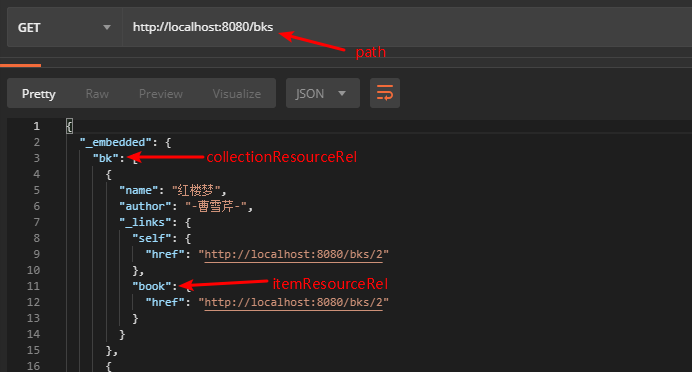 GET http://localhost:8080/bks
path
Pretty Raw Preview Visualize JSON
1 {
2 "_embedded": {
3 "bk": [ collectionResourceRel
4 {
5 "name": "红楼梦",
6 "author": "-曹雪芹-",
7 "_links": {
8 "self": {
9 "href": "http://localhost:8080/bks/2"
10 },
11 "book": { itemResourceRel
12 "href": "http://localhost:8080/bks/2"
13 }
14 }
15 },
16 {